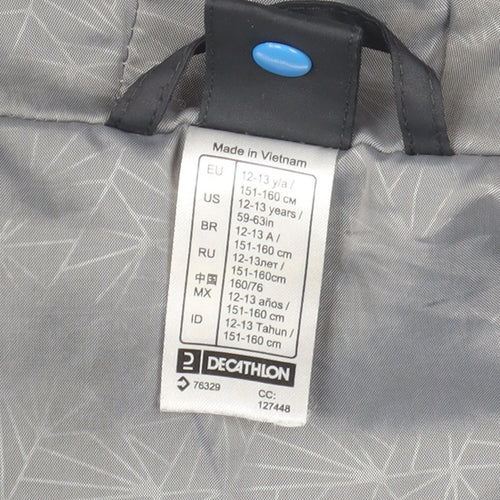 Made in Vietnam
EU 12-13 y/a /
151-160 см
US 12-13 years /
59-63in
BR 12-13 A /
151-160 cm
RU 12-13лет /
151-160cm
中国 160/76
MX 12-13 años /
151-160 cm
ID 12-13 Tahun /
151-160 cm
DECATHLON
76329
CC:
127448